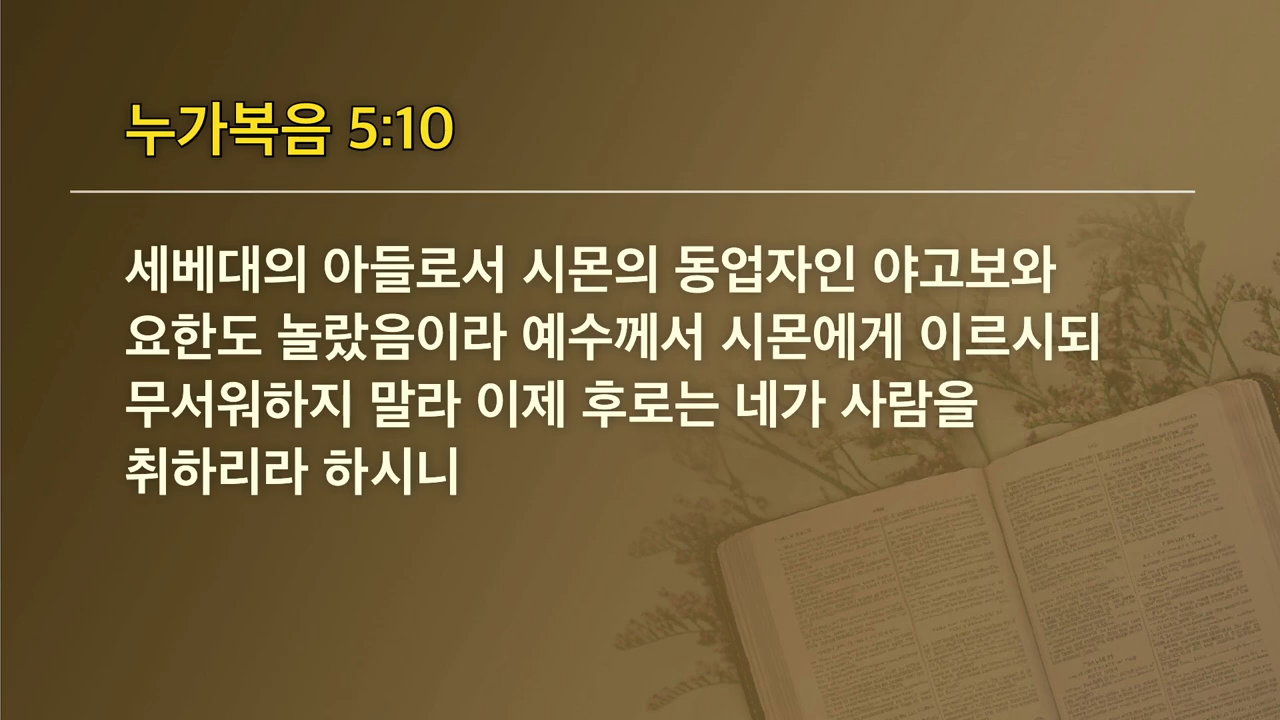 누가복음 5:10
세베대의 아들로서 시몬의 동업자인 야고보와
요한도 놀랐음이라 예수께서 시몬에게 이르시되
무서워하지 말라 이제 후로는 네가 사람을
취하리라 하시니